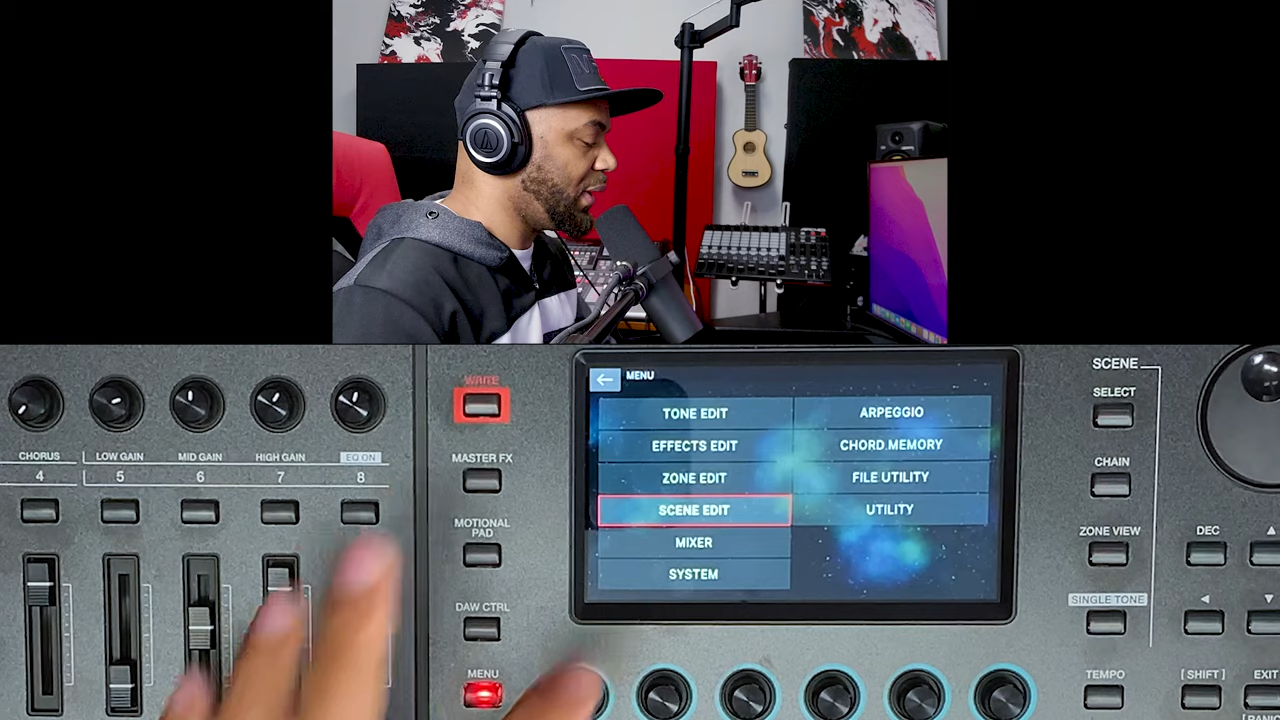 WRITE
MENU
TONE EDIT
ARPEGGIO
EFFECTS EDIT
CHORD MEMORY
ZONE EDIT
FILE UTILITY
SCENE EDIT
UTILITY
MIXER
SYSTEM
CHORUS
LOW GAIN
MID GAIN
HIGH GAIN
EQ ON
4
5
6
7
8
MASTER FX
MOTIONAL
PAD
DAW CTRL
MENU
SCENE
SELECT
CHAIN
ZONE VIEW
DEC
SINGLE TONE
TEMPO
[SHIFT]
EXIT